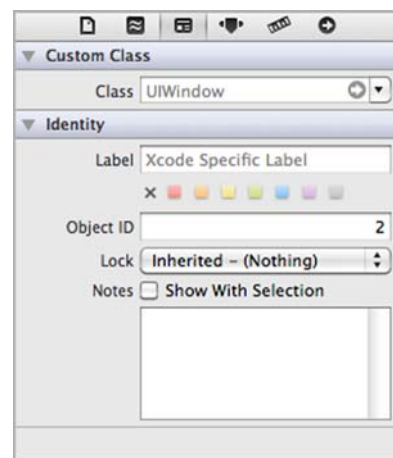 Custom Class
Class UIWindow
Identity
Label Xcode Specific Label
Object ID 2
Lock Inherited - (Nothing)
Notes Show With Selection